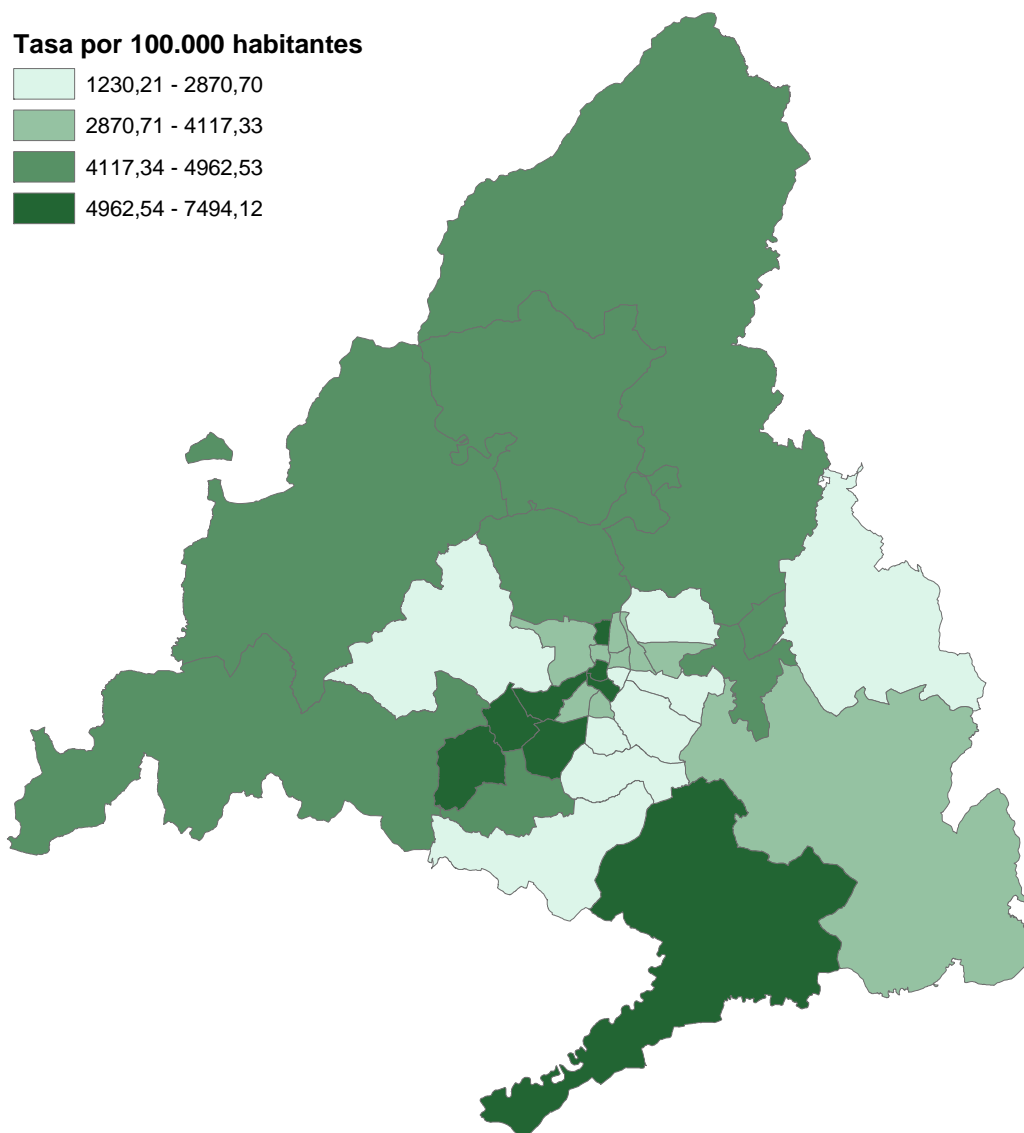 Tasa por 100.000 habitantes
1230,21 - 2870,70
2870,71 - 4117,33
4117,34 - 4962,53
4962,54 - 7494,12